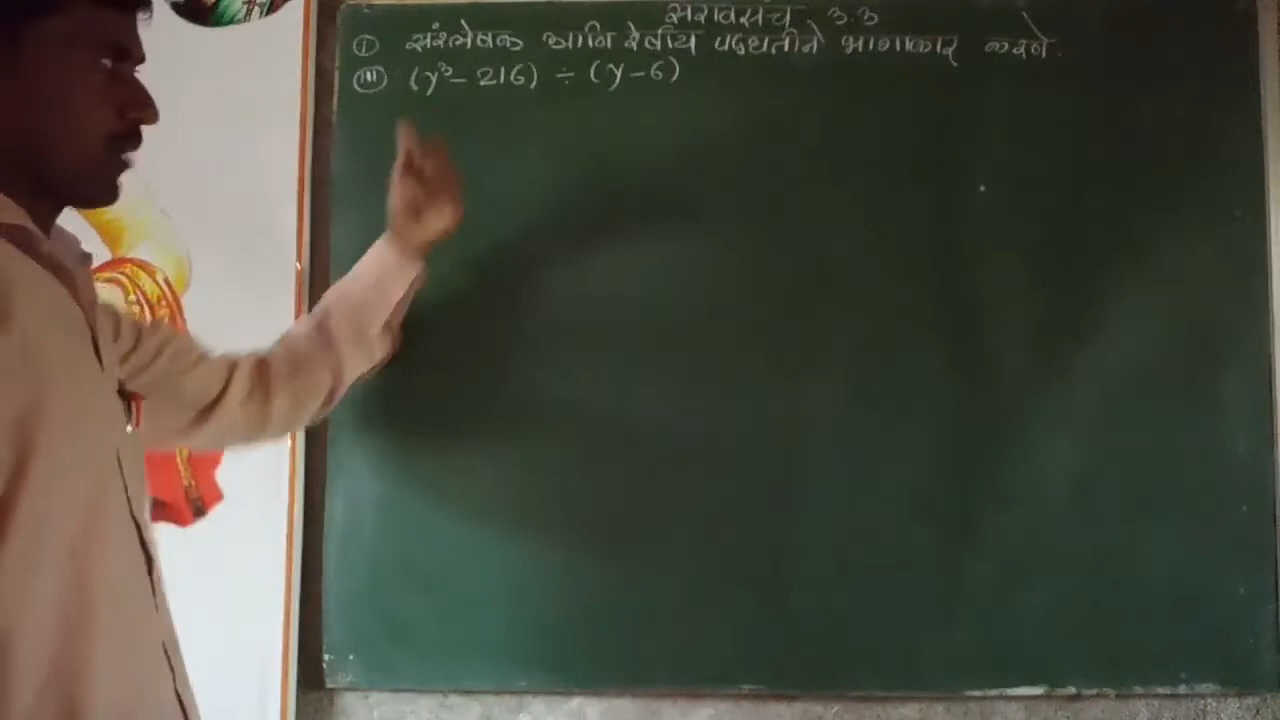 सरावसंच 3.3
① संश्लेषक आणि रेषीय पद्धतीने भागाकार करणे.
(iii) (y³ - 216) ÷ (y - 6)